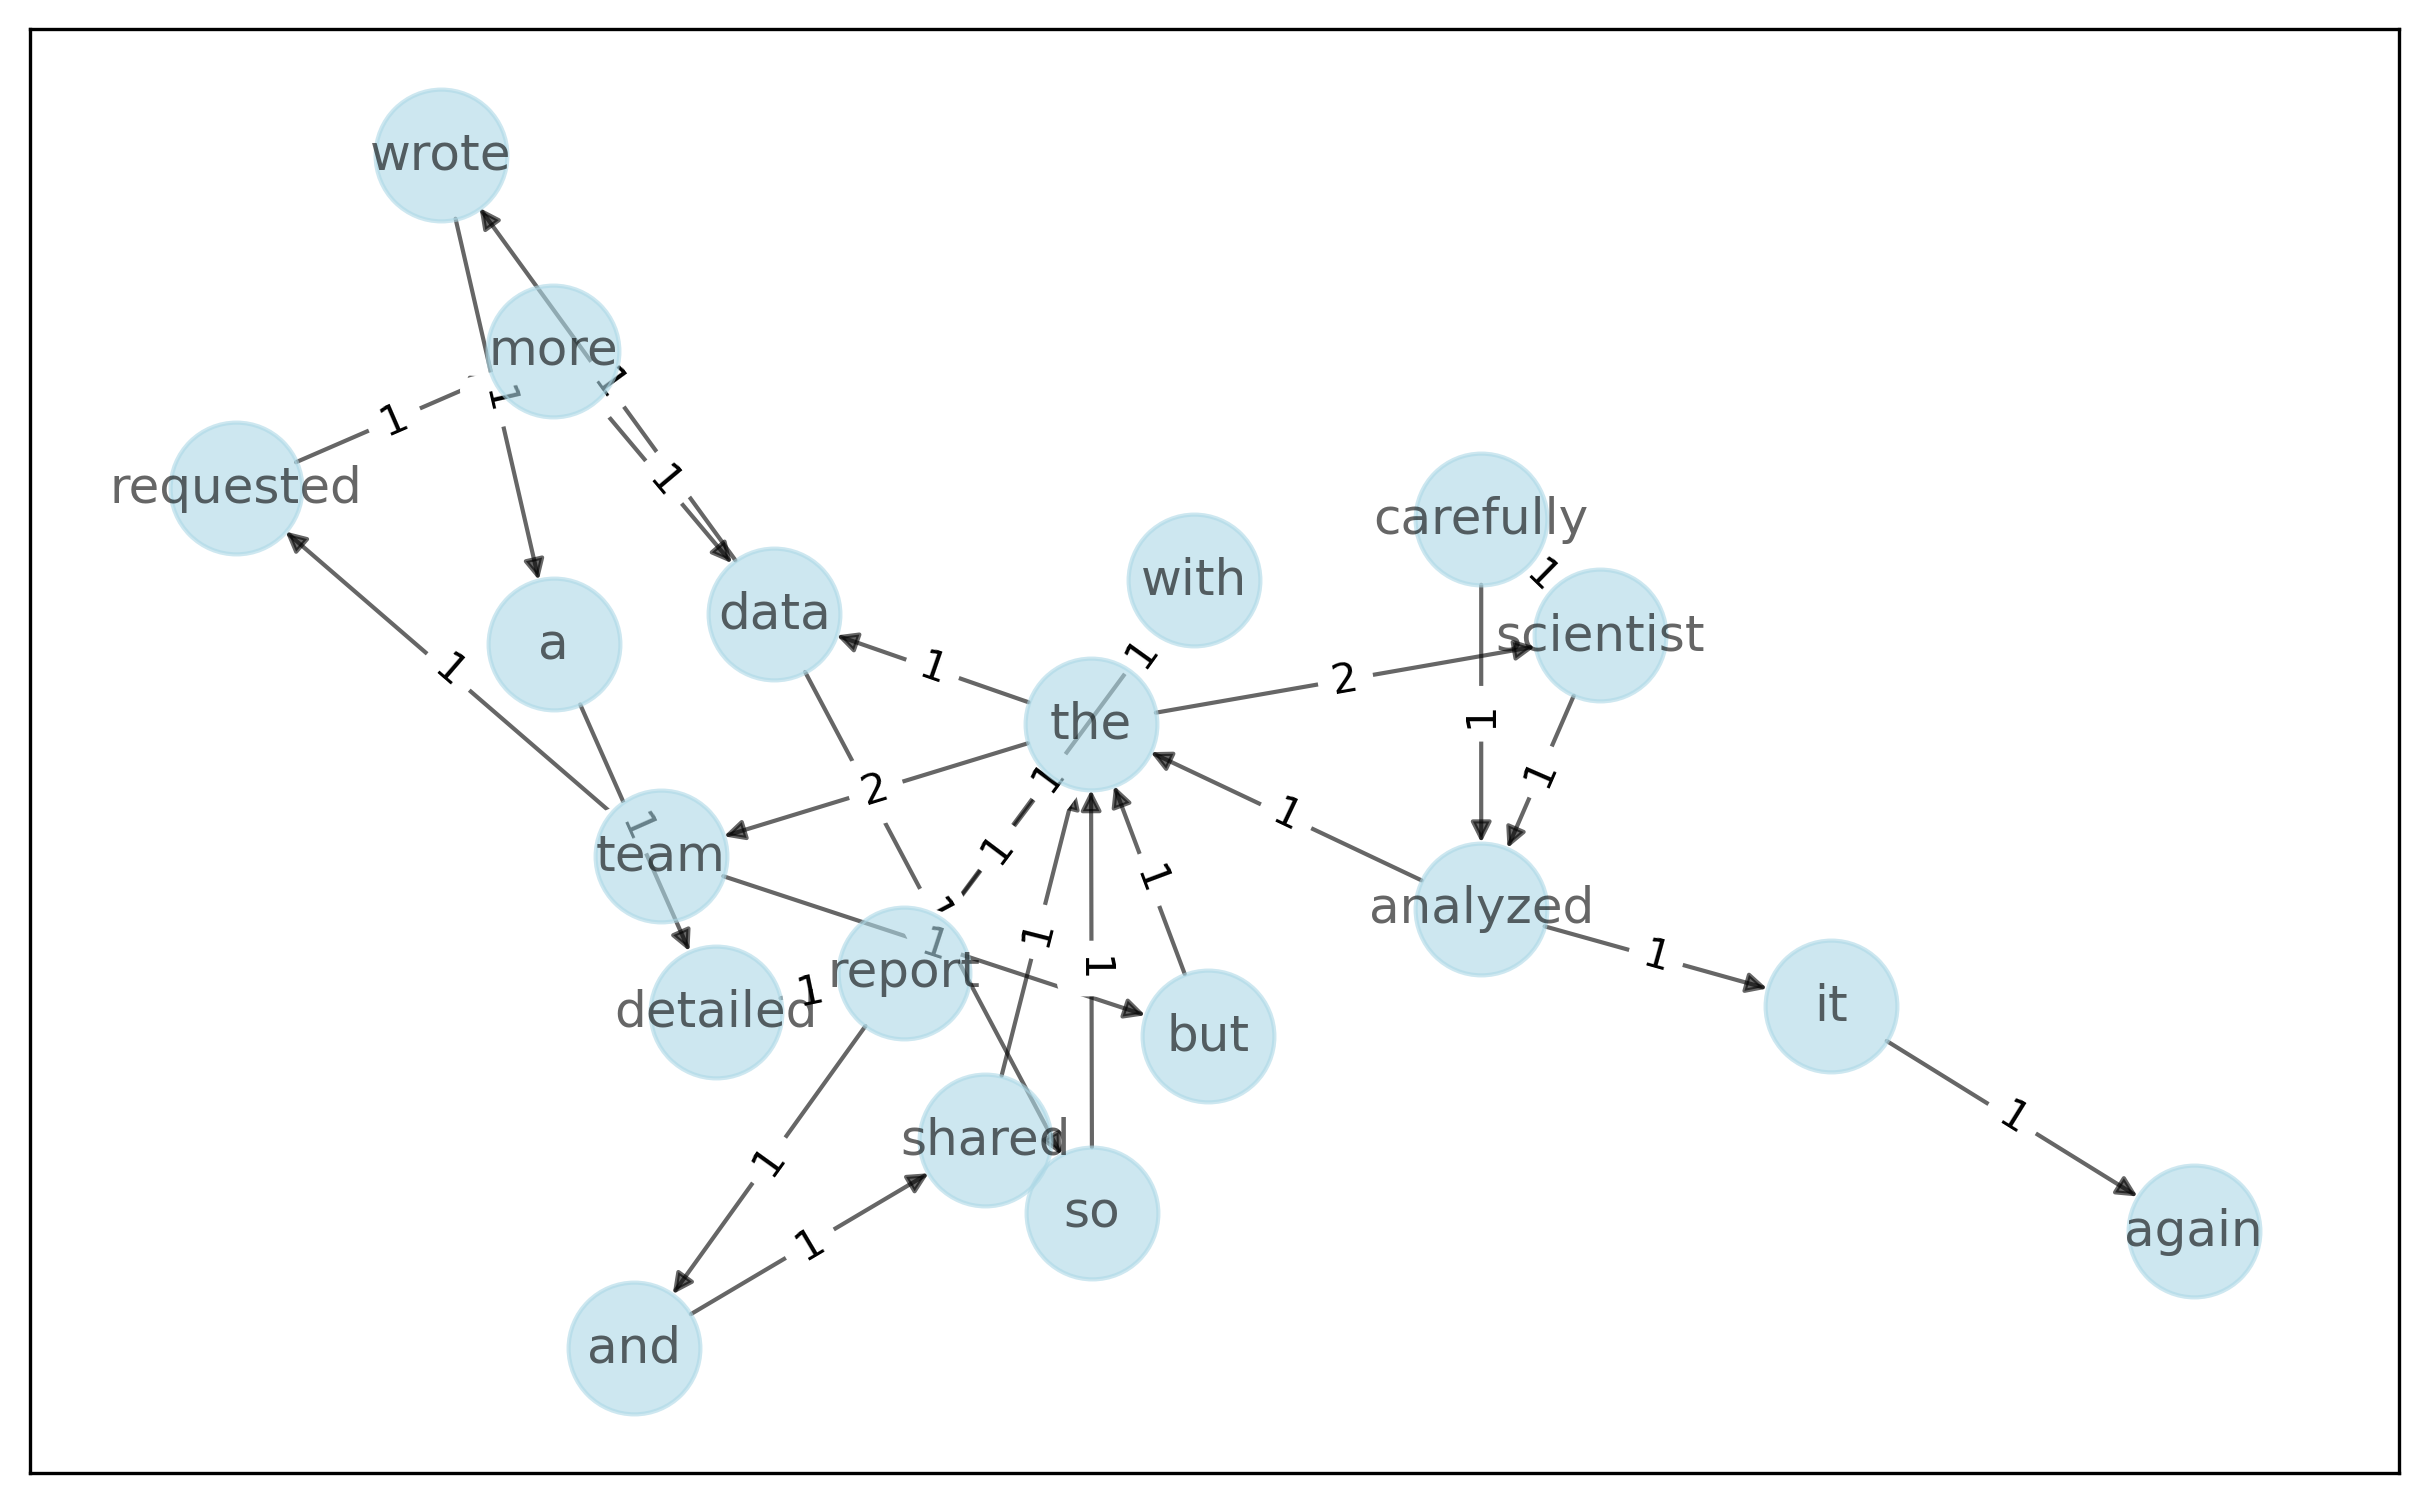 wrote
more
1
1
1
requested
1
carefully
with
1
data
a
scientist
1
1
1
2
the
1
1
2
1
1
1
1
team
1
1
analyzed
1
1
1
1
report
1
detailed
it
but
1
shared
1
so
again
1
and